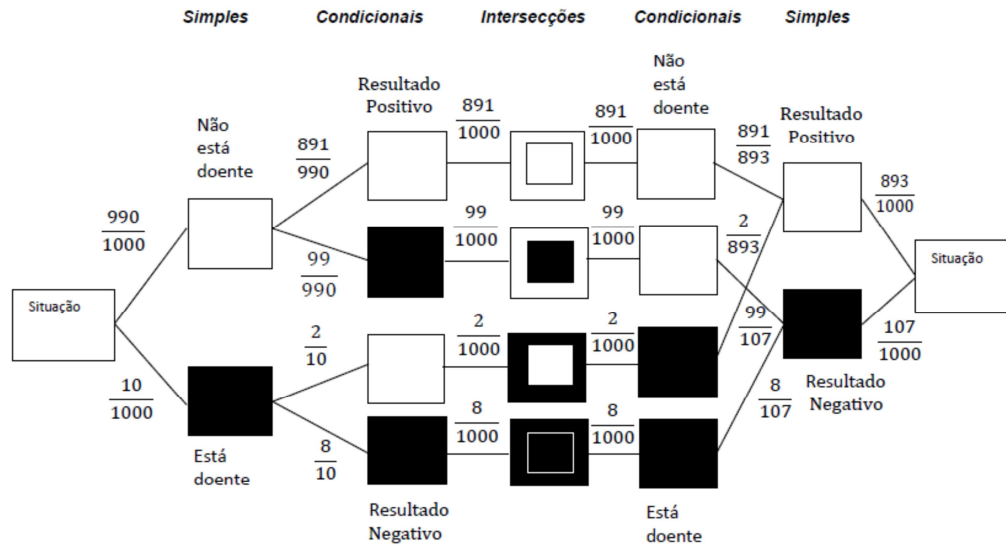 Simples Condicionais Intersecções Condicionais Simples
Não
está
doente
Resultado
Positivo
Resultado
Positivo
Não
está
doente
891
990
891
1000
891
1000
891
893
893
1000
990
1000
99
990
99
1000
99
1000
2
893
Situação
Situação
2
10
2
1000
2
1000
99
107
107
1000
10
1000
8
10
8
1000
8
1000
8
107
Resultado
Negativo
Está
doente
Resultado
Negativo
Está
doente